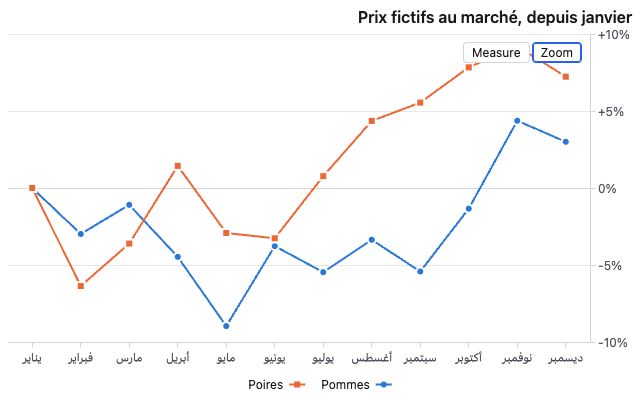 Prix fictifs au marché, depuis janvier
Measure Zoom
+10%
+5%
0%
-5%
-10%
يناير فبراير مارس أبريل مايو يونيو يوليو أغسطس سبتمبر أكتوبر نوفمبر ديسمبر
Poires Pommes